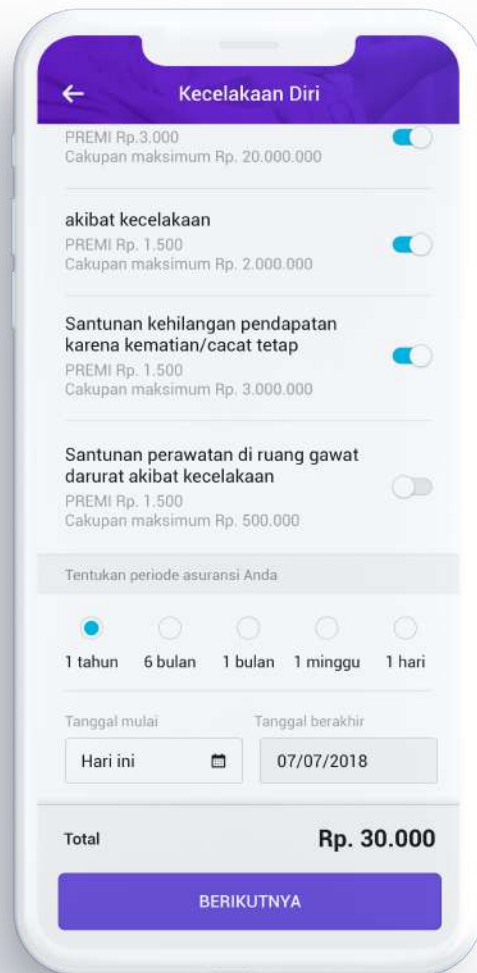 Kecelakaan Diri
PREMI Rp.3.000
Cakupan maksimum Rp. 20.000.000
akibat kecelakaan
PREMI Rp. 1.500
Cakupan maksimum Rp. 2.000.000
Santunan kehilangan pendapatan
karena kematian/cacat tetap
PREMI Rp. 1.500
Cakupan maksimum Rp. 3.000.000
Santunan perawatan di ruang gawat
darurat akibat kecelakaan
PREMI Rp. 1.500
Cakupan maksimum Rp. 500.000
Tentukan periode asuransi Anda
1 tahun 6 bulan 1 bulan 1 minggu 1 hari
Tanggal mulai Tanggal berakhir
Hari ini 07/07/2018
Total Rp. 30.000
BERIKUTNYA